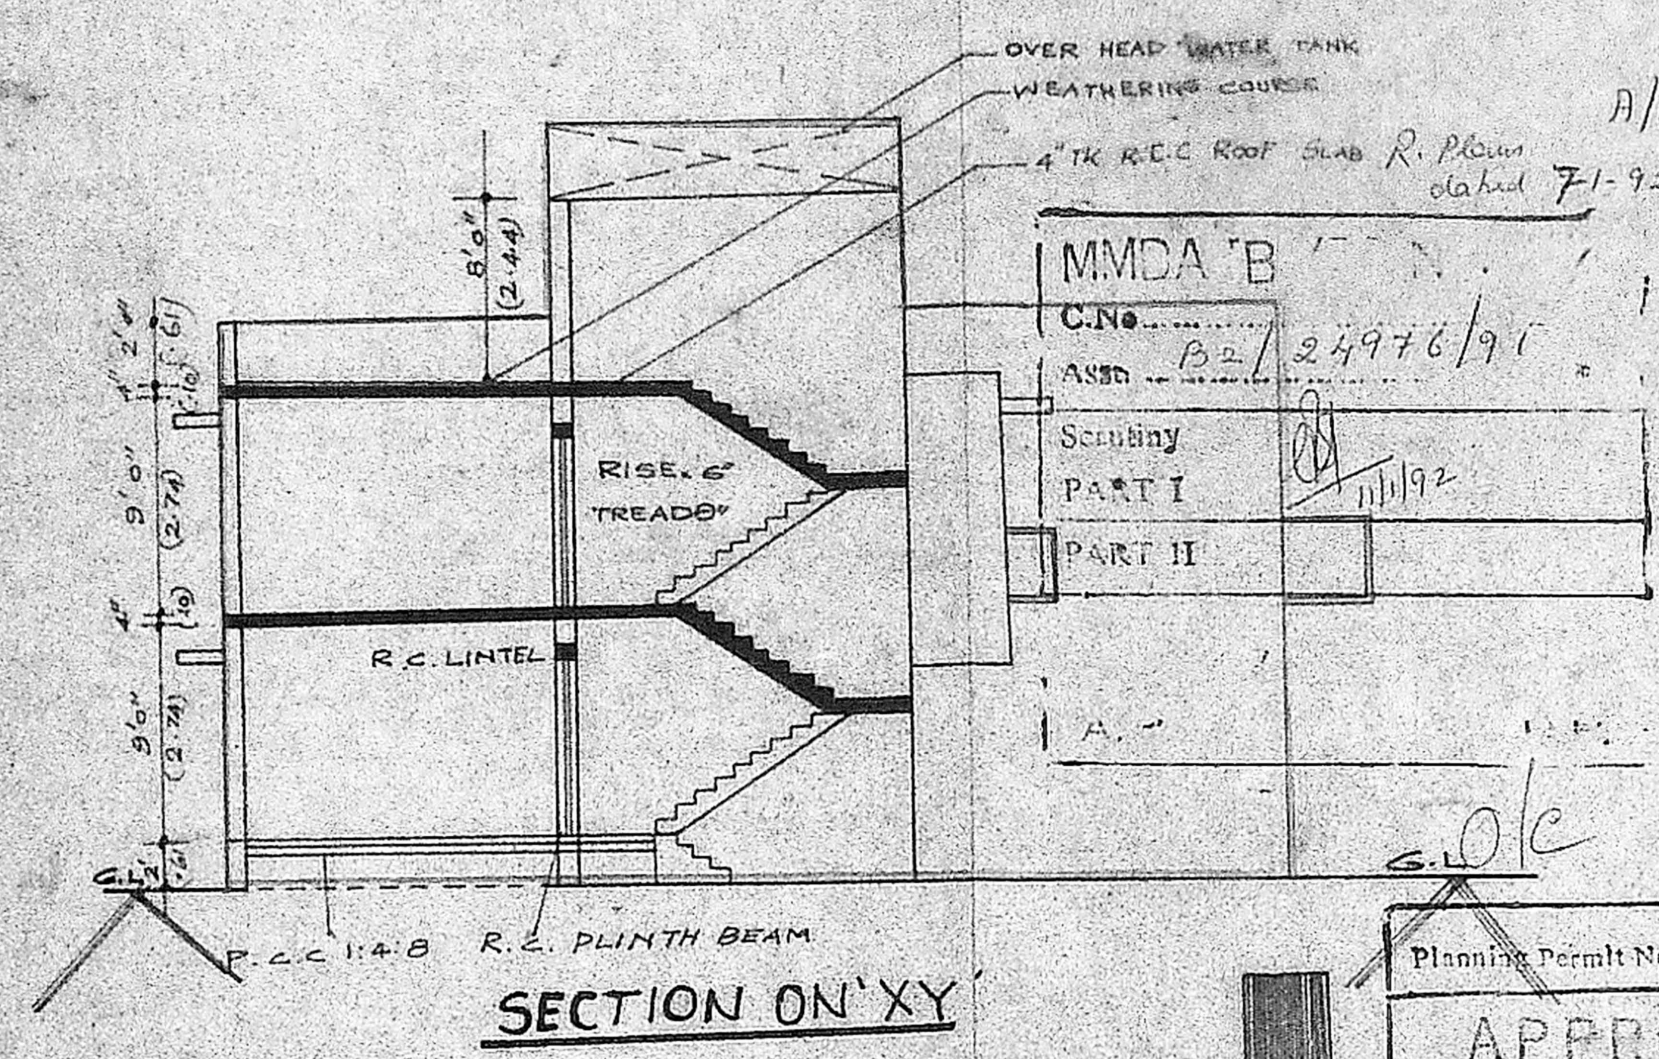 OVER HEAD WATER TANK
WEATHERING COURSE
4" TK R.C.C ROOF SLAB
R. Plans
dated 7-1-92
A/
MMDA 'B
C.No
B2/24976/91
Assn
Scrutiny
PART I
11/1/92
PART II
A.
8'0"
(2.44)
2'
(.61)
4"
(.10)
9'0"
(2.74)
4"
(.10)
9'0"
(2.74)
2'
.61
RISE. 6"
TREAD
R.C. LINTEL
G.L
G.L
O/C
P.C.C 1:4:8
R.C. PLINTH BEAM
SECTION ON 'XY'
Planning Permit No